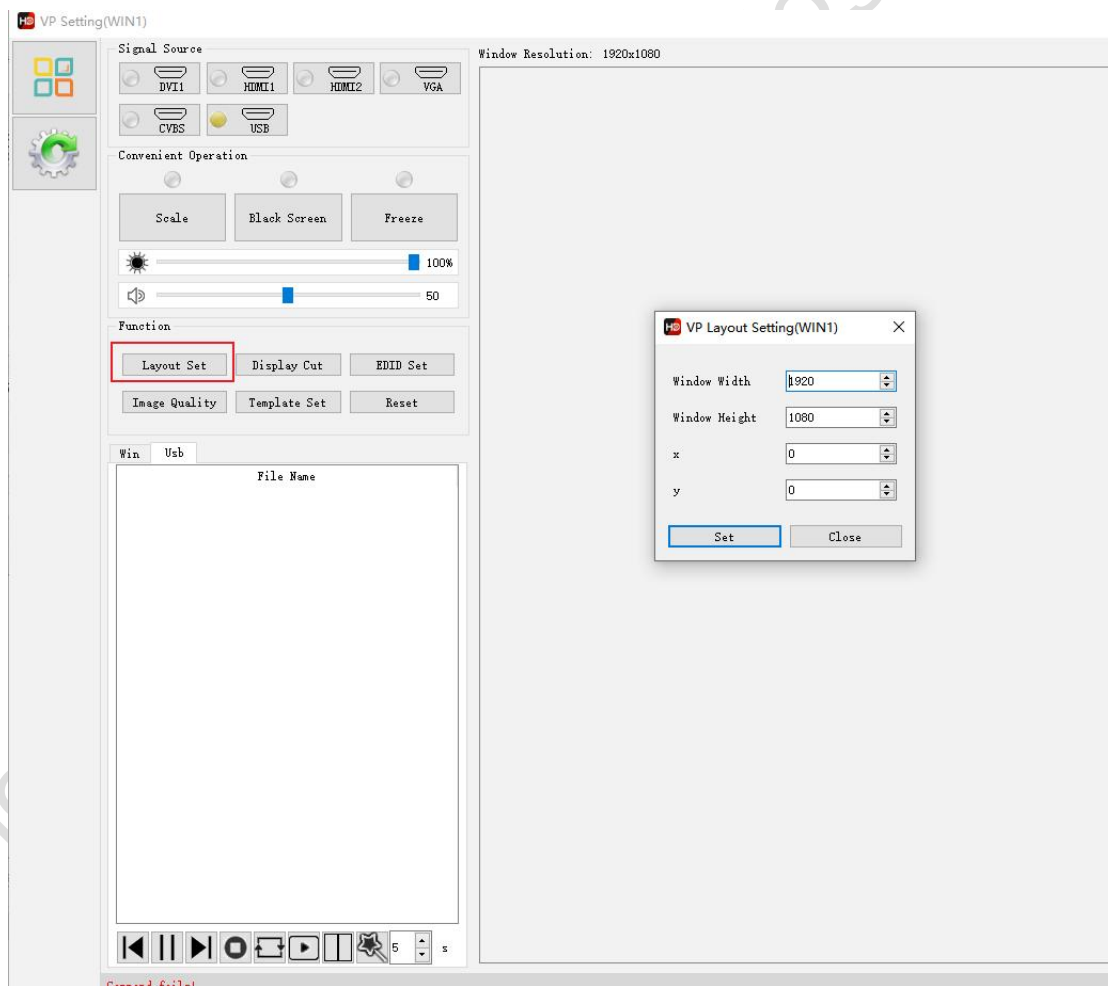 VP Setting(WIN1)
Signal Source
DVI1 HDMI1 HDMI2 VGA
CVBS USB
Convenient Operation
Scale Black Screen Freeze
100%
50
Function
Layout Set Display Cut EDID Set
Image Quality Template Set Reset
Win Usb
File Name
5 s
Window Resolution: 1920x1080
HD VP Layout Setting(WIN1)
Window Width 1920
Window Height 1080
x 0
y 0
Set Close